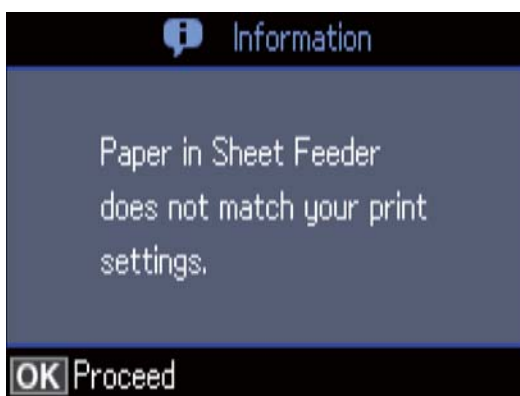 Information
Paper in Sheet Feeder
does not match your print
settings.
OK Proceed